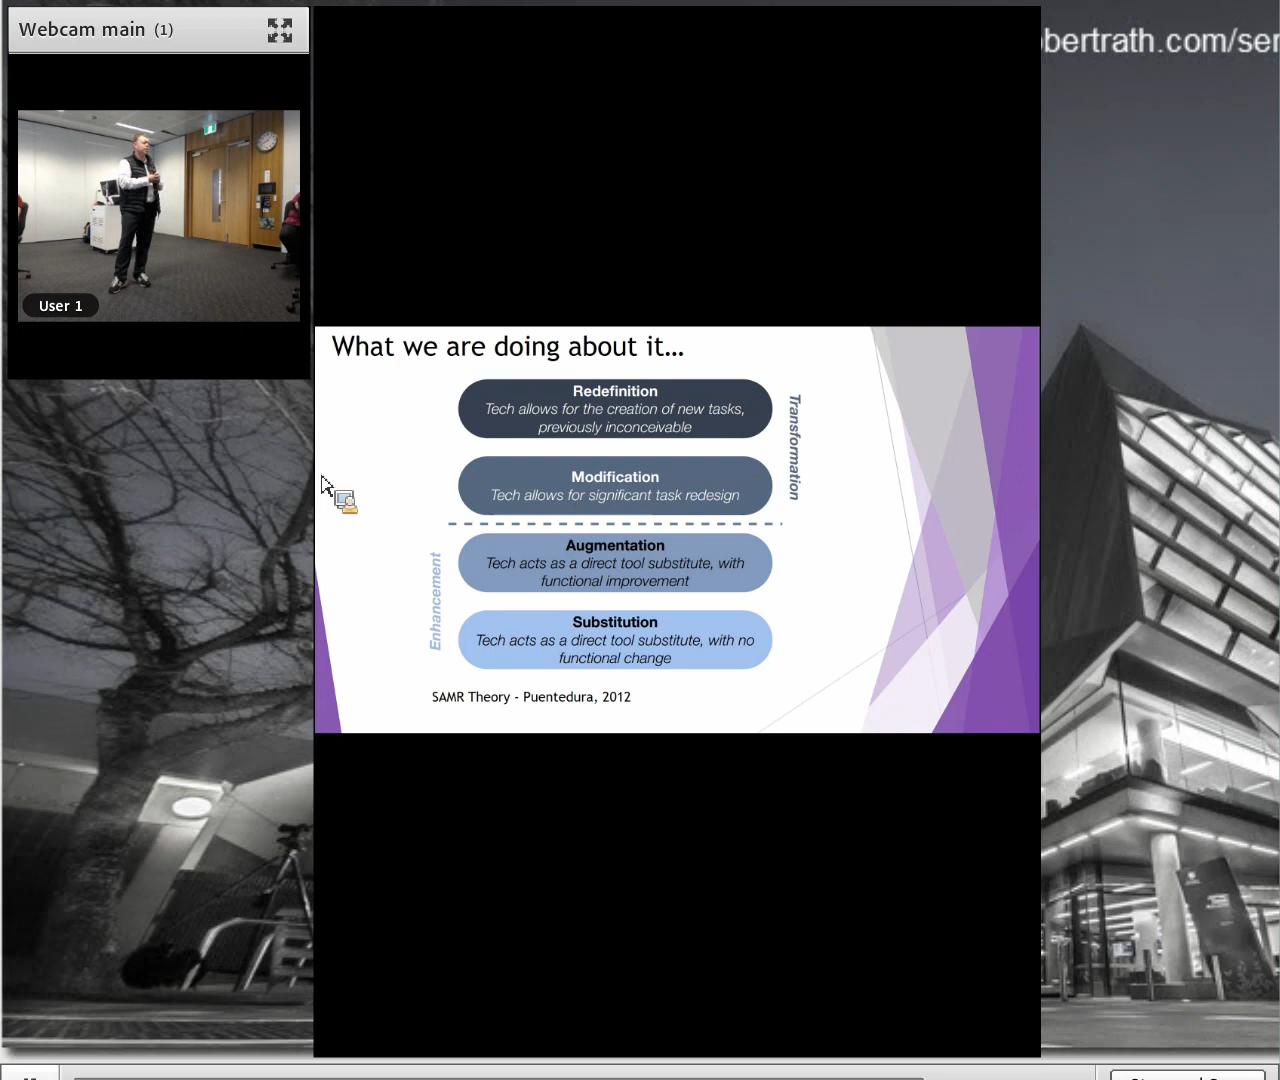 Webcam main (1)
bertrath.com/ser
User 1
What we are doing about it...
Redefinition
Tech allows for the creation of new tasks,
previously inconceivable
Modification
Tech allows for significant task redesign
Transformation
Augmentation
Tech acts as a direct tool substitute, with
functional improvement
Enhancement
Substitution
Tech acts as a direct tool substitute, with no
functional change
SAMR Theory - Puentedura, 2012